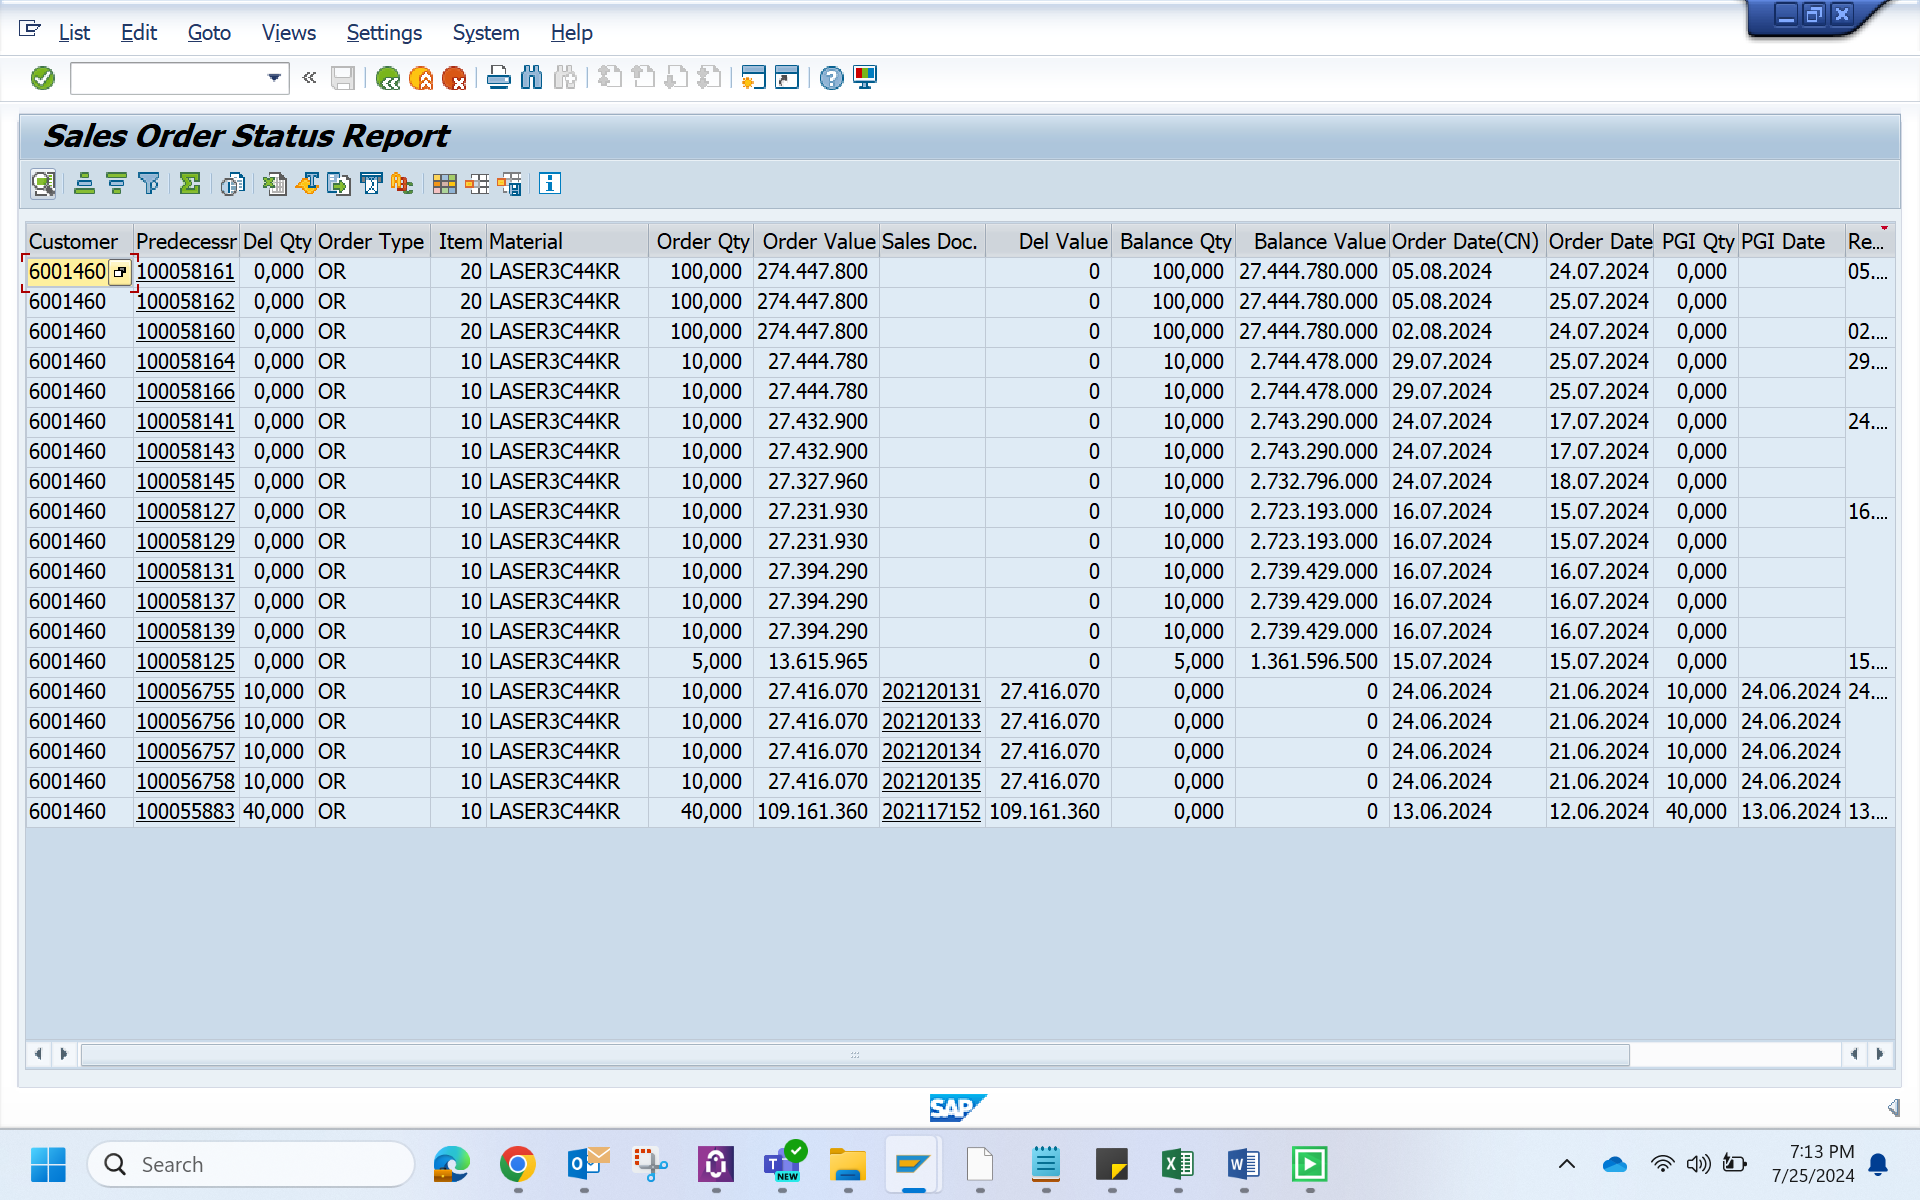 List Edit Goto Views Settings System Help
Sales Order Status Report
Customer Predecessr Del Qty Order Type Item Material Order Qty Order Value Sales Doc. Del Value Balance Qty Balance Value Order Date(CN) Order Date PGI Qty PGI Date Re...
6001460 100058161 0,000 OR 20 LASER3C44KR 100,000 274.447.800 0 100,000 27.444.780.000 05.08.2024 24.07.2024 0,000 05....
6001460 100058162 0,000 OR 20 LASER3C44KR 100,000 274.447.800 0 100,000 27.444.780.000 05.08.2024 25.07.2024 0,000
6001460 100058160 0,000 OR 20 LASER3C44KR 100,000 274.447.800 0 100,000 27.444.780.000 02.08.2024 24.07.2024 0,000 02....
6001460 100058164 0,000 OR 10 LASER3C44KR 10,000 27.444.780 0 10,000 2.744.478.000 29.07.2024 25.07.2024 0,000 29....
6001460 100058166 0,000 OR 10 LASER3C44KR 10,000 27.444.780 0 10,000 2.744.478.000 29.07.2024 25.07.2024 0,000
6001460 100058141 0,000 OR 10 LASER3C44KR 10,000 27.432.900 0 10,000 2.743.290.000 24.07.2024 17.07.2024 0,000 24....
6001460 100058143 0,000 OR 10 LASER3C44KR 10,000 27.432.900 0 10,000 2.743.290.000 24.07.2024 17.07.2024 0,000
6001460 100058145 0,000 OR 10 LASER3C44KR 10,000 27.327.960 0 10,000 2.732.796.000 24.07.2024 18.07.2024 0,000
6001460 100058127 0,000 OR 10 LASER3C44KR 10,000 27.231.930 0 10,000 2.723.193.000 16.07.2024 15.07.2024 0,000 16....
6001460 100058129 0,000 OR 10 LASER3C44KR 10,000 27.231.930 0 10,000 2.723.193.000 16.07.2024 15.07.2024 0,000
6001460 100058131 0,000 OR 10 LASER3C44KR 10,000 27.394.290 0 10,000 2.739.429.000 16.07.2024 16.07.2024 0,000
6001460 100058137 0,000 OR 10 LASER3C44KR 10,000 27.394.290 0 10,000 2.739.429.000 16.07.2024 16.07.2024 0,000
6001460 100058139 0,000 OR 10 LASER3C44KR 10,000 27.394.290 0 10,000 2.739.429.000 16.07.2024 16.07.2024 0,000
6001460 100058125 0,000 OR 10 LASER3C44KR 5,000 13.615.965 0 5,000 1.361.596.500 15.07.2024 15.07.2024 0,000 15....
6001460 100056755 10,000 OR 10 LASER3C44KR 10,000 27.416.070 202120131 27.416.070 0,000 0 24.06.2024 21.06.2024 10,000 24.06.2024 24....
6001460 100056756 10,000 OR 10 LASER3C44KR 10,000 27.416.070 202120133 27.416.070 0,000 0 24.06.2024 21.06.2024 10,000 24.06.2024
6001460 100056757 10,000 OR 10 LASER3C44KR 10,000 27.416.070 202120134 27.416.070 0,000 0 24.06.2024 21.06.2024 10,000 24.06.2024
6001460 100056758 10,000 OR 10 LASER3C44KR 10,000 27.416.070 202120135 27.416.070 0,000 0 24.06.2024 21.06.2024 10,000 24.06.2024
6001460 100055883 40,000 OR 10 LASER3C44KR 40,000 109.161.360 202117152 109.161.360 0,000 0 13.06.2024 12.06.2024 40,000 13.06.2024 13....
SAP
Search
NEW
7:13 PM
7/25/2024